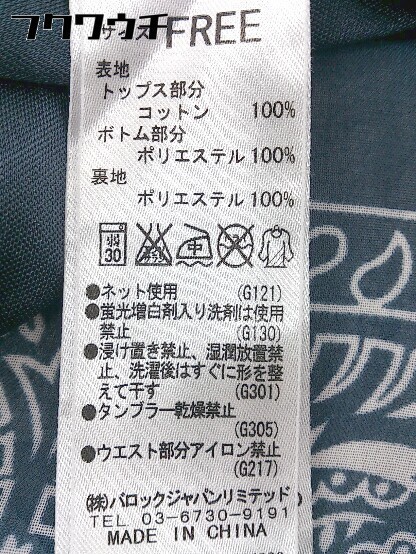 フクワウチ
サイズ FREE
表地
トップス部分
コットン 100%
ボトム部分
ポリエステル 100%
裏地
ポリエステル 100%
弱
30
中
●ネット使用 (G121)
●蛍光増白剤入り洗剤は使用
禁止 (G130)
●浸け置き禁止、湿潤放置禁
止、洗濯後はすぐに形を整
えて干す (G301)
●タンブラー乾燥禁止
(G305)
●ウエスト部分アイロン禁止
(G217)
(株)バロックジャパンリミテッド
TEL 03-6730-9191
MADE IN CHINA